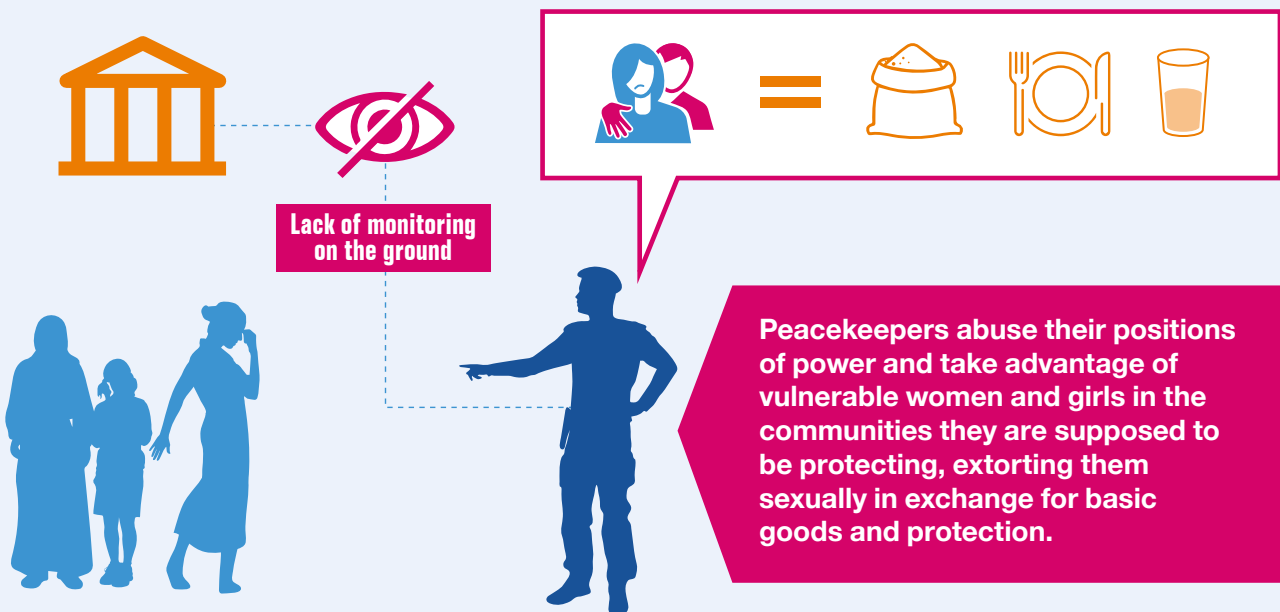 Lack of monitoring
on the ground
Peacekeepers abuse their positions
of power and take advantage of
vulnerable women and girls in the
communities they are supposed to
be protecting, extorting them
sexually in exchange for basic
goods and protection.